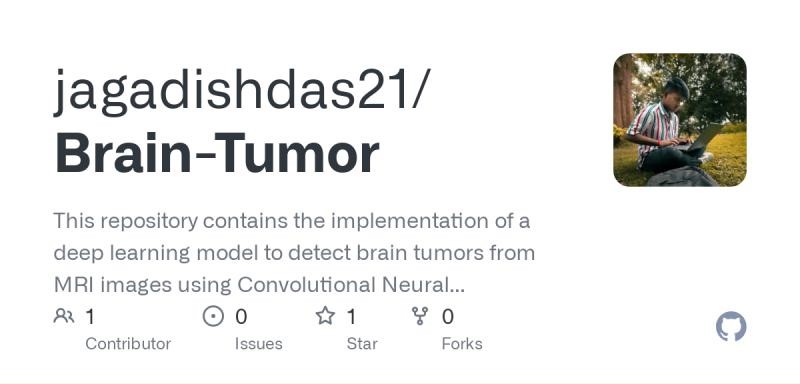 jagadishdas21/
Brain-Tumor
This repository contains the implementation of a
deep learning model to detect brain tumors from
MRI images using Convolutional Neural...
1 0 1 0
Contributor Issues Star Forks